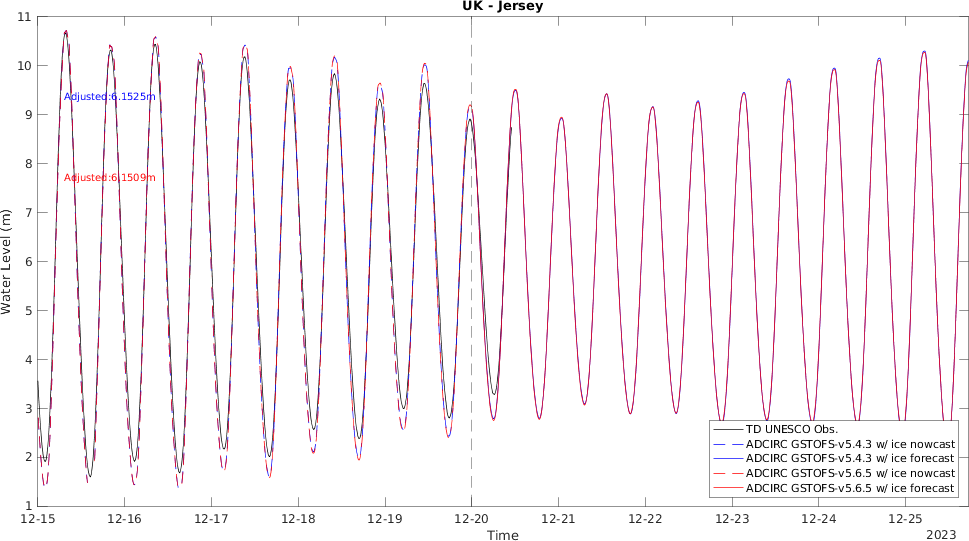 UK - Jersey
11
10
9
8
7
6
5
4
3
2
1
Water Level (m)
Adjusted:6.1525m
Adjusted:6.1509m
TD UNESCO Obs.
ADCIRC GSTOFS-v5.4.3 w/ ice nowcast
ADCIRC GSTOFS-v5.4.3 w/ ice forecast
ADCIRC GSTOFS-v5.6.5 w/ ice nowcast
ADCIRC GSTOFS-v5.6.5 w/ ice forecast
12-15 12-16 12-17 12-18 12-19 12-20 12-21 12-22 12-23 12-24 12-25
Time
2023